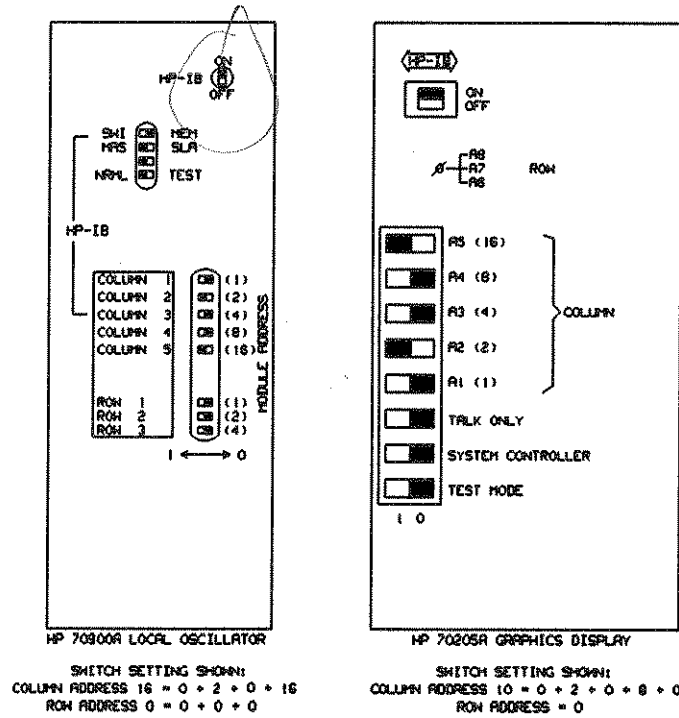 ON
HP-IB
OFF
SWI MEM
MAS SLA
NRML TEST
HP-IB
COLUMN 1 (1)
COLUMN 2 (2)
COLUMN 3 (4)
COLUMN 4 (8)
COLUMN 5 (16)
ROW 1 (1)
ROW 2 (2)
ROW 3 (4)
MODULE ADDRESS
1 0
HP 70900A LOCAL OSCILLATOR
SWITCH SETTING SHOWN:
COLUMN ADDRESS 16 = 0 + 2 + 0 + 16
ROW ADDRESS 0 = 0 + 0 + 0
HP-IB
ON
OFF
A8
Ø A7 ROW
A6
A5 (16)
A4 (8)
A3 (4)
COLUMN
A2 (2)
A1 (1)
TALK ONLY
SYSTEM CONTROLLER
TEST MODE
1 0
HP 70205A GRAPHICS DISPLAY
SWITCH SETTING SHOWN:
COLUMN ADDRESS 10 = 0 + 2 + 0 + 8 + 0
ROW ADDRESS = 0